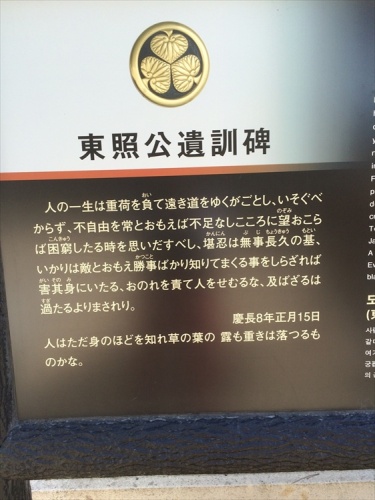 東照公遺訓碑
人の一生は重荷を負て遠き道をゆくがごとし、いそぐべ
からず、不自由を常とおもえば不足なしこころに望おこら
ば困窮したる時を思いだすべし、堪忍は無事長久の基、
いかりは敵とおもえ勝事ばかり知りてまくる事をしらざれば
害其身にいたる、おのれを責て人をせむるな、及ばざるは
過たるよりまされり。
慶長8年正月15日
人はただ身のほどを知れ草の葉の 露も重きは落つるも
のかな。